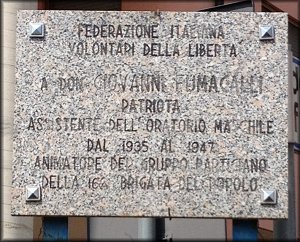 FEDERAZIONE ITALIANA
VOLONTARI DELLA LIBERTA'
A DON GIOVANNI FUMAGALLI
PATRIOTA
ASSISTENTE DELL'ORATORIO MASCHILE
DAL 1935 AL 1947
ANIMATORE DEL GRUPPO PARTIGIANO
DELLA BRIGATA DEL POPOLO